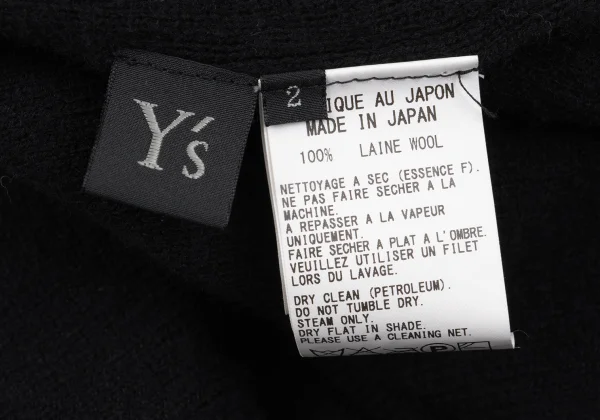 Y's
2
IQUE AU JAPON
MADE IN JAPAN
100% LAINE WOOL
NETTOYAGE A SEC (ESSENCE F).
NE PAS FAIRE SECHER A LA
MACHINE.
A REPASSER A LA VAPEUR
UNIQUEMENT.
FAIRE SECHER A PLAT A L'OMBRE.
VEUILLEZ UTILISER UN FILET
LORS DU LAVAGE.
DRY CLEAN (PETROLEUM).
DO NOT TUMBLE DRY.
STEAM ONLY.
DRY FLAT IN SHADE.
PLEASE USE A CLEANING NET.
P